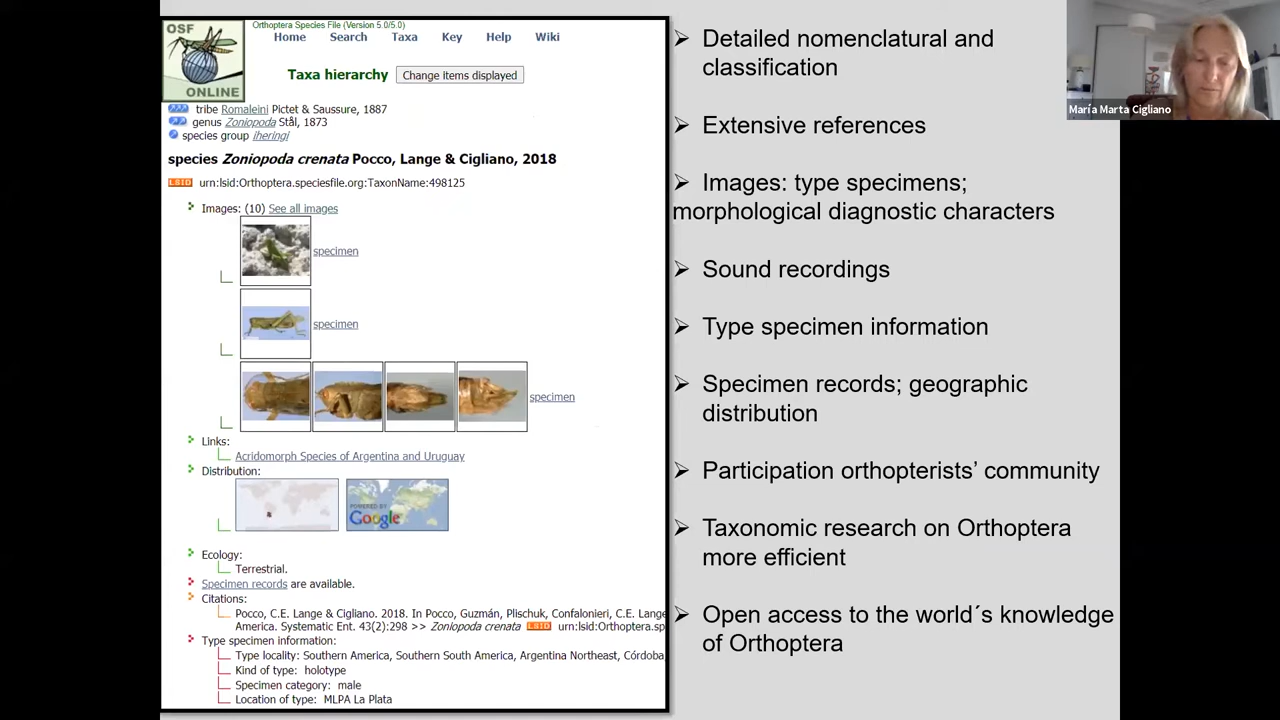 OSF
ONLINE
Orthoptera Species File (Version 5.0/5.0)
Home Search Taxa Key Help Wiki
Taxa hierarchy Change items displayed
tribe Romaleini Pictet & Saussure, 1887
genus Zoniopoda Stål, 1873
species group iheringi
species Zoniopoda crenata Pocco, Lange & Cigliano, 2018
LSID urn:lsid:Orthoptera.speciesfile.org:TaxonName:498125
Images: (10) See all images
specimen
specimen
specimen
Links:
Acridomorph Species of Argentina and Uruguay
Distribution:
POWERED BY
Google
Ecology:
Terrestrial.
Specimen records are available.
Citations:
Pocco, C.E. Lange & Cigliano. 2018. In Pocco, Guzmán, Plischuk, Confalonieri, C.E. Lange
America. Systematic Ent. 43(2):298 >> Zoniopoda crenata LSID urn:lsid:Orthoptera.sp
Type specimen information:
Type locality: Southern America, Southern South America, Argentina Northeast, Córdoba,
Kind of type: holotype
Specimen category: male
Location of type: MLPA La Plata
➢ Detailed nomenclatural and
classification
➢ Extensive references
➢ Images: type specimens;
morphological diagnostic characters
➢ Sound recordings
➢ Type specimen information
➢ Specimen records; geographic
distribution
➢ Participation orthopterists’ community
➢ Taxonomic research on Orthoptera
more efficient
➢ Open access to the world´s knowledge
of Orthoptera
María Marta Cigliano